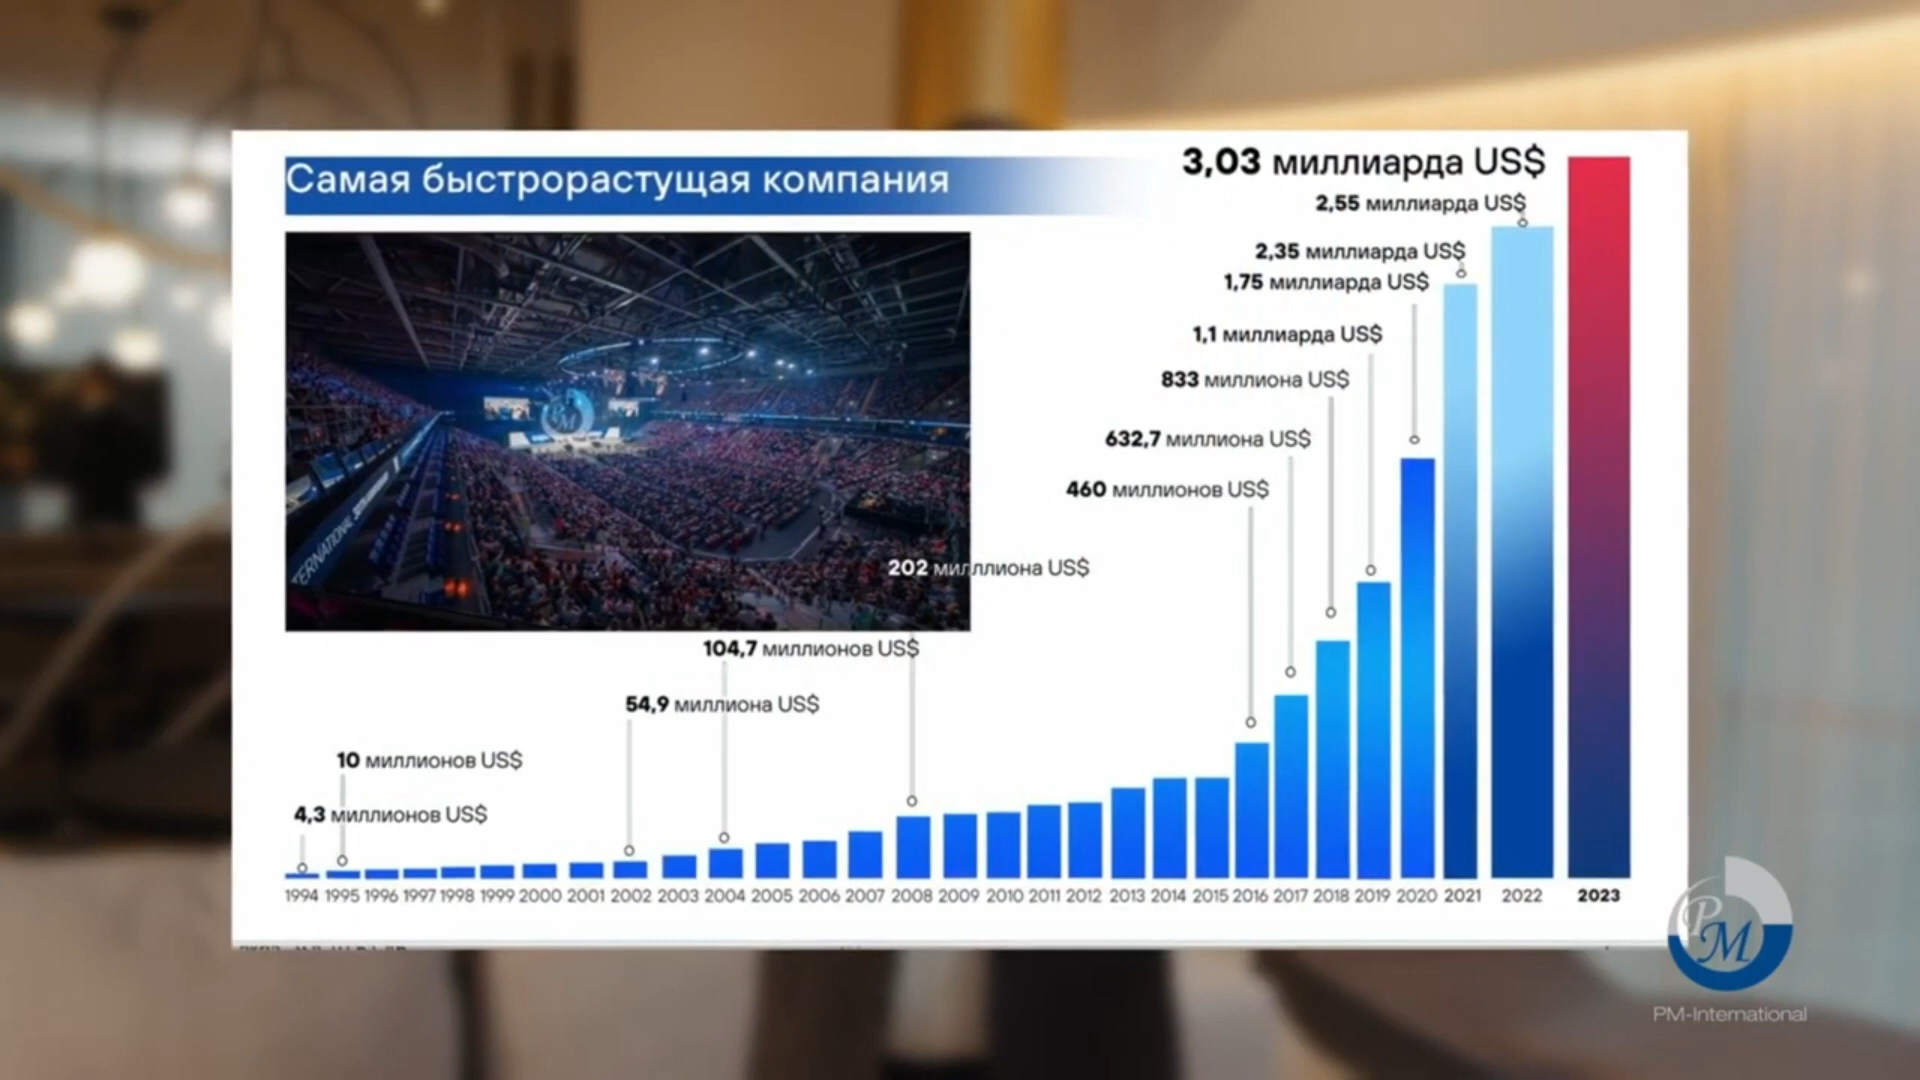 Самая быстрорастущая компания
3,03 миллиарда US$
2,55 миллиарда US$
2,35 миллиарда US$
1,75 миллиарда US$
1,1 миллиарда US$
833 миллиона US$
632,7 миллиона US$
460 миллионов US$
202 милллиона US$
104,7 миллионов US$
54,9 миллиона US$
10 миллионов US$
4,3 миллионов US$
PM
ERNATIONAL
1994 1995 1996 1997 1998 1999 2000 2001 2002 2003 2004 2005 2006 2007 2008 2009 2010 2011 2012 2013 2014 2015 2016 2017 2018 2019 2020 2021 2022 2023
PM
PM-International